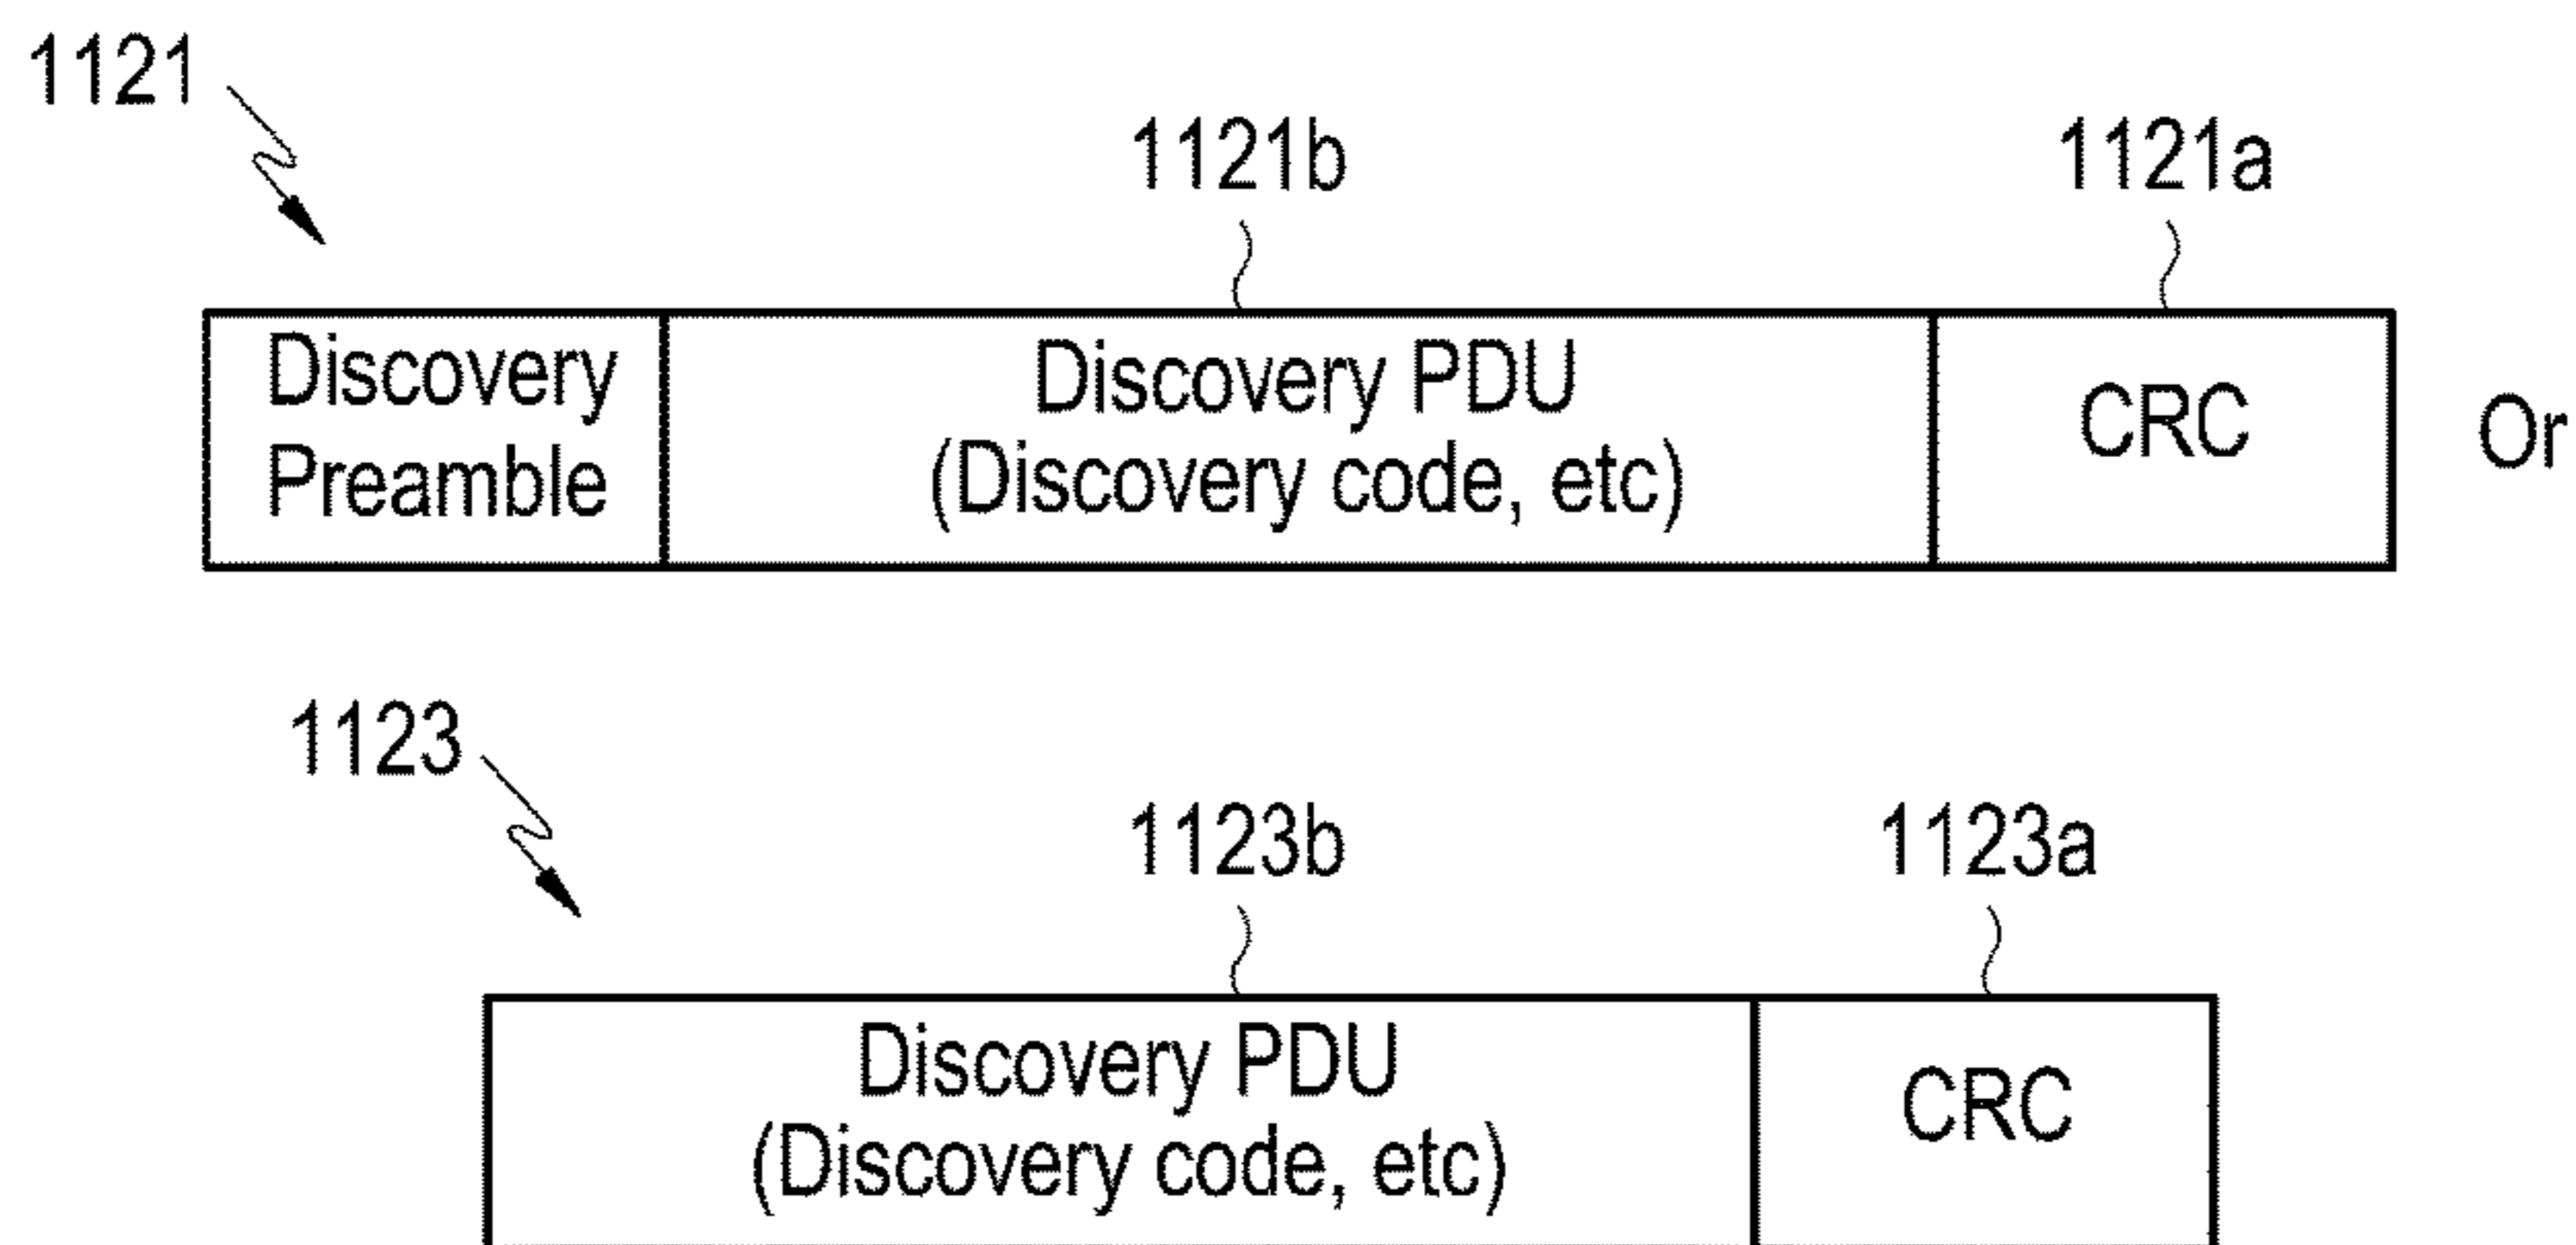 1121
1121b
1121a
Discovery
Preamble
Discovery PDU
(Discovery code, etc)
CRC
Or
1123
1123b
1123a
Discovery PDU
(Discovery code, etc)
CRC